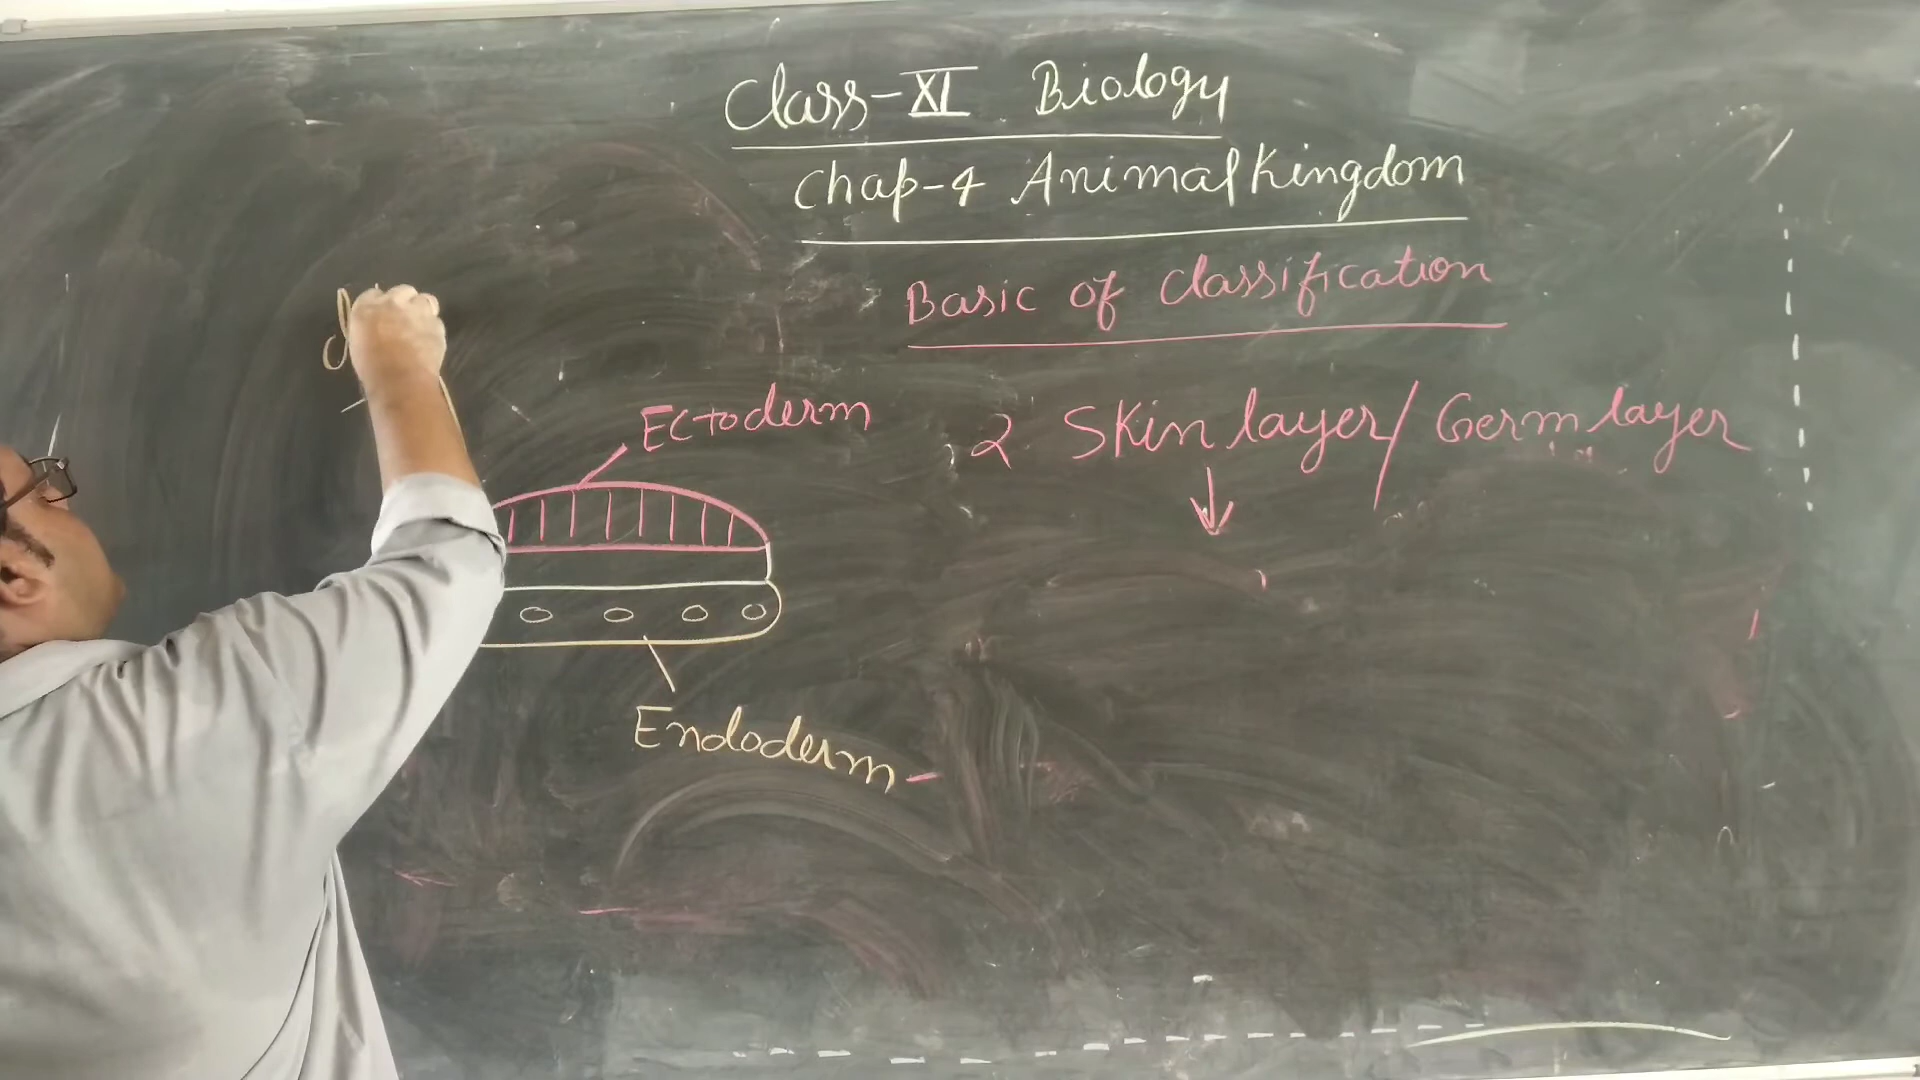 Class-XI Biology
Chap-4 Animal Kingdom
Basic of Classification
Ectoderm
2 Skin layer/ Germ layer
Endoderm